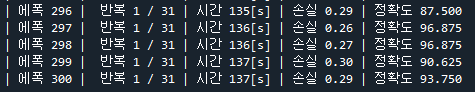 | 에폭 296 |  반복 1 / 31 | 시간 135[s] | 손실 0.29 | 정확도 87.500
| 에폭 297 |  반복 1 / 31 | 시간 136[s] | 손실 0.26 | 정확도 96.875
| 에폭 298 |  반복 1 / 31 | 시간 136[s] | 손실 0.27 | 정확도 96.875
| 에폭 299 |  반복 1 / 31 | 시간 137[s] | 손실 0.30 | 정확도 90.625
| 에폭 300 |  반복 1 / 31 | 시간 137[s] | 손실 0.29 | 정확도 93.750